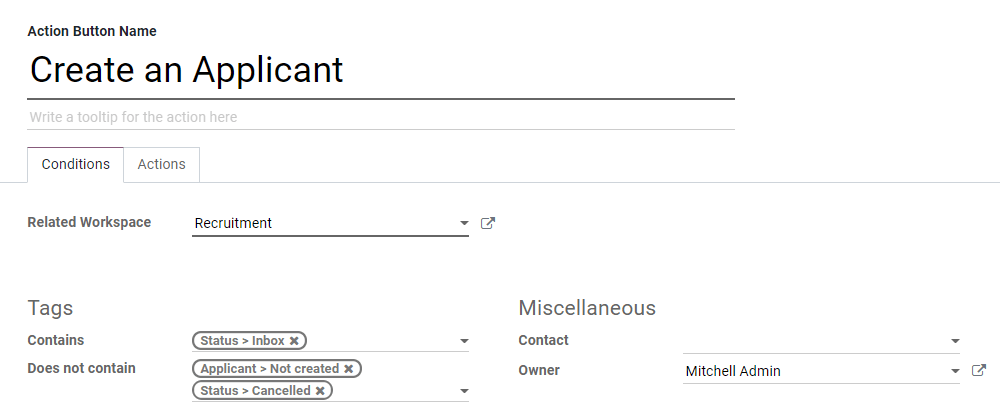 Action Button Name
Create an Applicant
Write a tooltip for the action here
Conditions Actions
Related Workspace Recruitment
Tags
Contains Status > Inbox ✖
Does not contain Applicant > Not created ✖
Status > Cancelled ✖
Miscellaneous
Contact
Owner Mitchell Admin